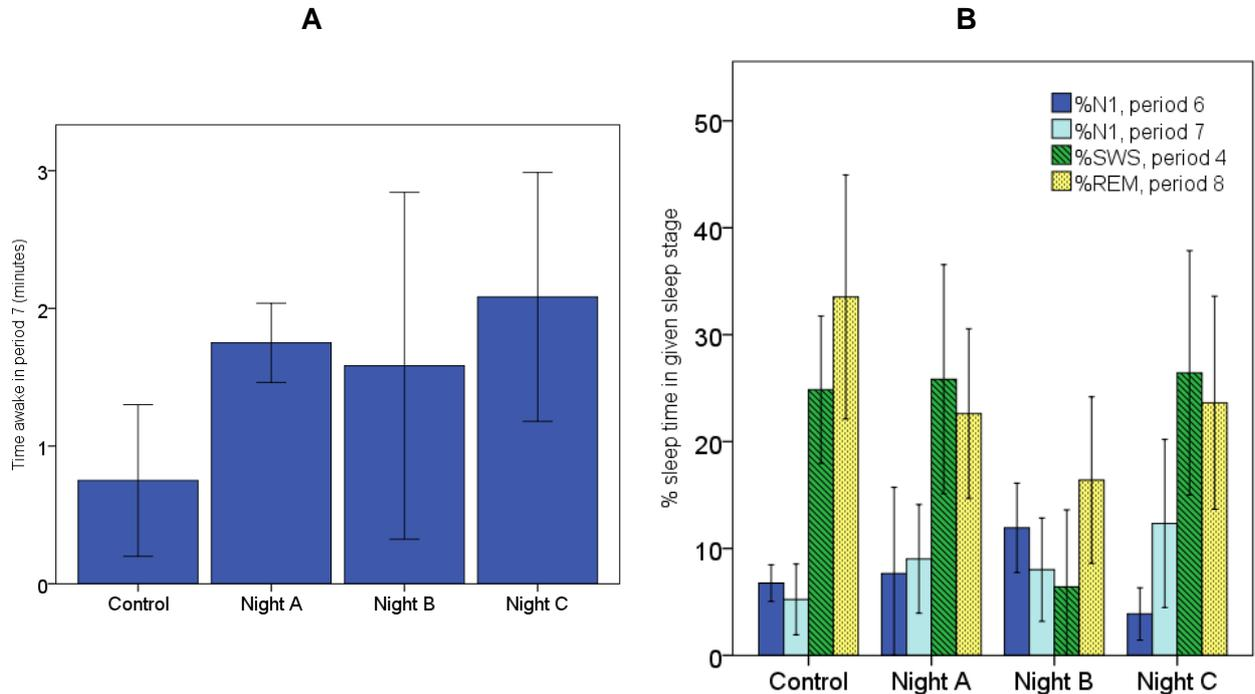 A
Time awake in period 7 (minutes)
3
2
1
0
Control Night A Night B Night C
B
% sleep time in given sleep stage
50
40
30
20
10
0
%N1, period 6
%N1, period 7
%SWS, period 4
%REM, period 8
Control Night A Night B Night C